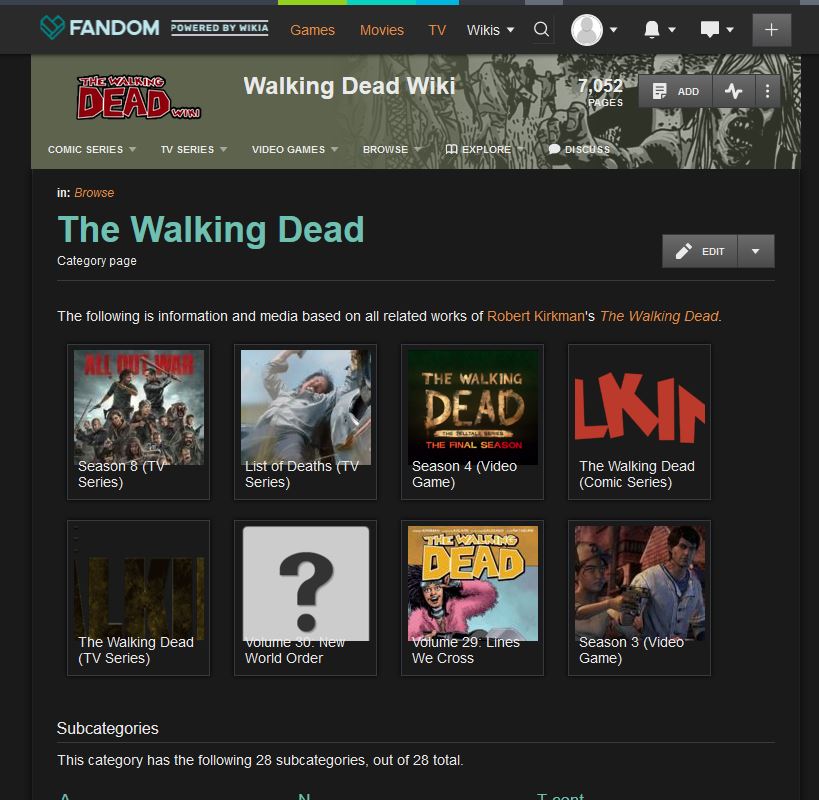 FANDOM POWERED BY WIKIA Games Movies TV Wikis
THE WALKING DEAD WIKI
Walking Dead Wiki
7,052 PAGES
ADD
COMIC SERIES TV SERIES VIDEO GAMES BROWSE EXPLORE DISCUSS
in: Browse
The Walking Dead
Category page
EDIT
The following is information and media based on all related works of Robert Kirkman's The Walking Dead.
ALL OUT WAR
Season 8 (TV
Series)
List of Deaths (TV
Series)
THE WALKING
DEAD
THE TELLTALE SERIES
THE FINAL SEASON
Season 4 (Video
Game)
LKIN
The Walking Dead
(Comic Series)
ALKI
The Walking Dead
(TV Series)
?
Volume 30: New
World Order
THE WALKING
DEAD
Volume 29: Lines
We Cross
Season 3 (Video
Game)
Subcategories
This category has the following 28 subcategories, out of 28 total.
A N T cont.